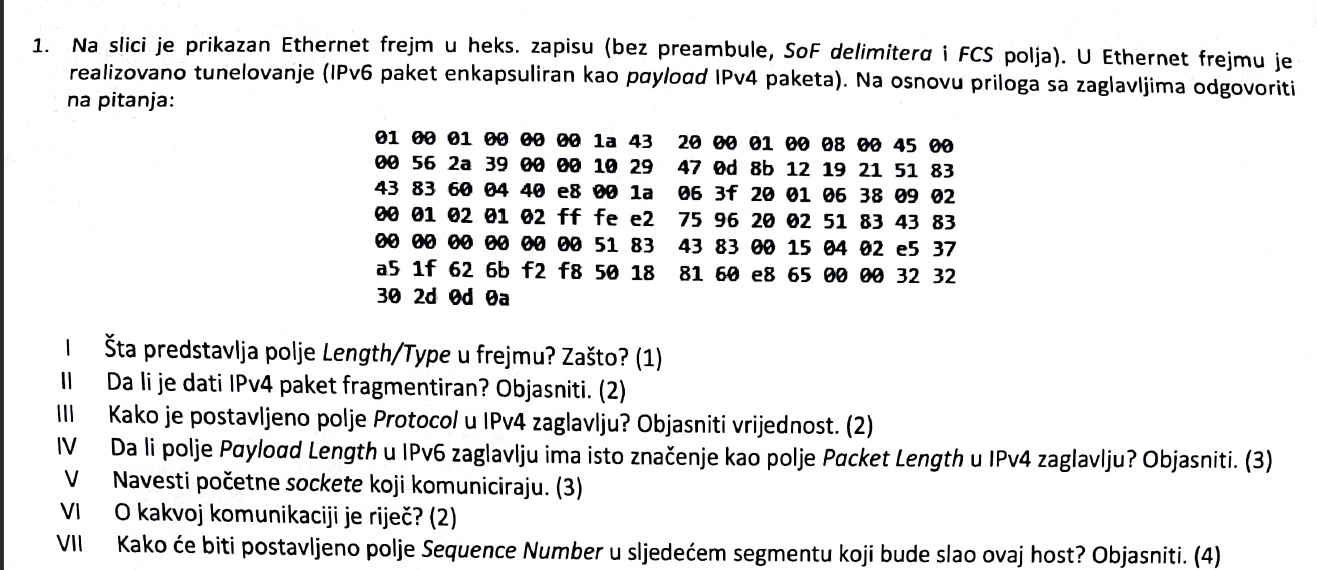 1. Na slici je prikazan Ethernet frejm u heks. zapisu (bez preambule, SoF delimitera i FCS polja). U Ethernet frejmu je
realizovano tunelovanje (IPv6 paket enkapsuliran kao payload IPv4 paketa). Na osnovu priloga sa zaglavljima odgovoriti
na pitanja:
01 00 01 00 00 00 1a 43 20 00 01 00 08 00 45 00
00 56 2a 39 00 00 10 29 47 0d 8b 12 19 21 51 83
43 83 60 04 40 e8 00 1a 06 3f 20 01 06 38 09 02
00 01 02 01 02 ff fe e2 75 96 20 02 51 83 43 83
00 00 00 00 00 00 51 83 43 83 00 15 04 02 e5 37
a5 1f 62 6b f2 f8 50 18 81 60 e8 65 00 00 32 32
30 2d 0d 0a
I Šta predstavlja polje Length/Type u frejmu? Zašto? (1)
II Da li je dati IPv4 paket fragmentiran? Objasniti. (2)
III Kako je postavljeno polje Protocol u IPv4 zaglavlju? Objasniti vrijednost. (2)
IV Da li polje Payload Length u IPv6 zaglavlju ima isto značenje kao polje Packet Length u IPv4 zaglavlju? Objasniti. (3)
V Navesti početne sockete koji komuniciraju. (3)
VI O kakvoj komunikaciji je riječ? (2)
VII Kako će biti postavljeno polje Sequence Number u sljedećem segmentu koji bude slao ovaj host? Objasniti. (4)